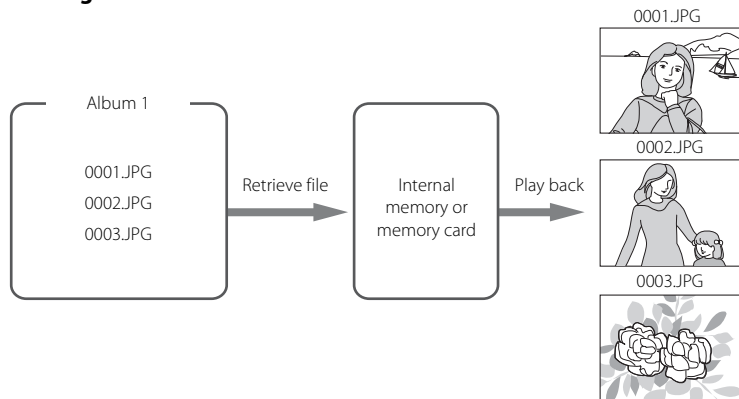 Album 1
0001.JPG
0002.JPG
0003.JPG
Retrieve file
Internal
memory or
memory card
Play back
0001.JPG
0002.JPG
0003.JPG